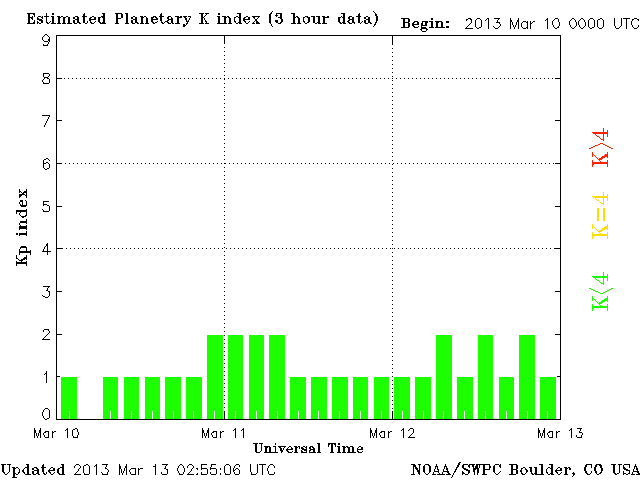 Estimated Planetary K index (3 hour data) Begin: 2013 Mar 10 0000 UTC
9
8
7
6
5
4
3
2
1
0
Kp index
Mar 10 Mar 11 Mar 12 Mar 13
Universal Time
K>4
K=4
K<4
Updated 2013 Mar 13 02:55:06 UTC NOAA/SWPC Boulder, CO USA